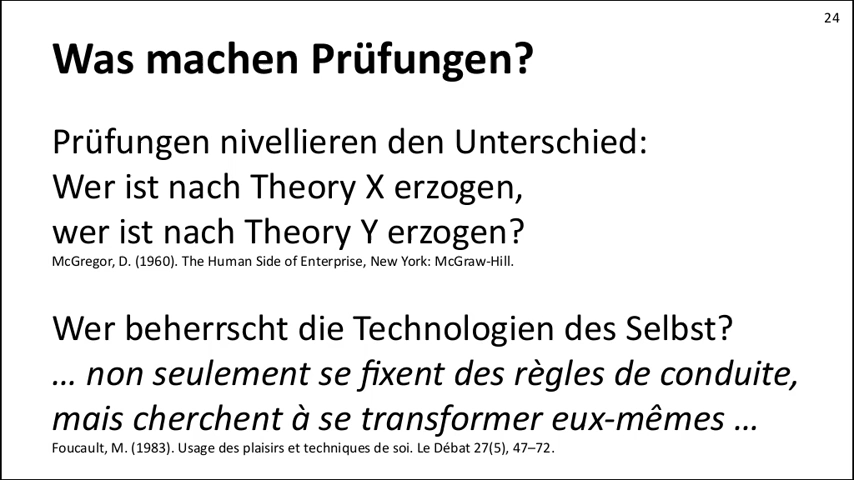 24
Was machen Prüfungen?
Prüfungen nivellieren den Unterschied:
Wer ist nach Theory X erzogen,
wer ist nach Theory Y erzogen?
McGregor, D. (1960). The Human Side of Enterprise, New York: McGraw-Hill.
Wer beherrscht die Technologien des Selbst?
... non seulement se fixent des règles de conduite,
mais cherchent à se transformer eux-mêmes ...
Foucault, M. (1983). Usage des plaisirs et techniques de soi. Le Débat 27(5), 47–72.